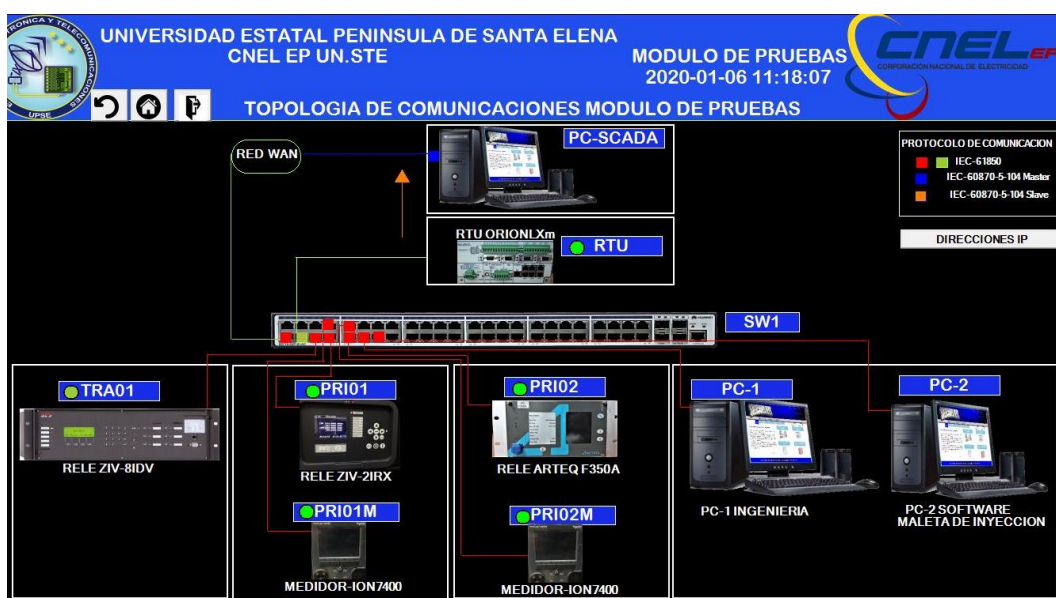 UNIVERSIDAD ESTATAL PENINSULA DE SANTA ELENA
CNEL EP UN.STE
MODULO DE PRUEBAS
2020-01-06 11:18:07
TOPOLOGIA DE COMUNICACIONES MODULO DE PRUEBAS
UPSE
CNEL EP
CORPORACIÓN NACIONAL DE ELECTRICIDAD
RED WAN
PC-SCADA
PROTOCOLO DE COMUNICACION
IEC-61850
IEC-60870-5-104 Master
IEC-60870-5-104 Slave
DIRECCIONES IP
RTU ORIONLXm
RTU
SW1
TRA01
RELE ZIV-8IDV
PRI01
RELE ZIV-2IRX
PRI01M
MEDIDOR-ION7400
PRI02
RELE ARTEQ F350A
PRI02M
MEDIDOR-ION7400
PC-1
PC-1 INGENIERIA
PC-2
PC-2 SOFTWARE
MALETA DE INYECCION